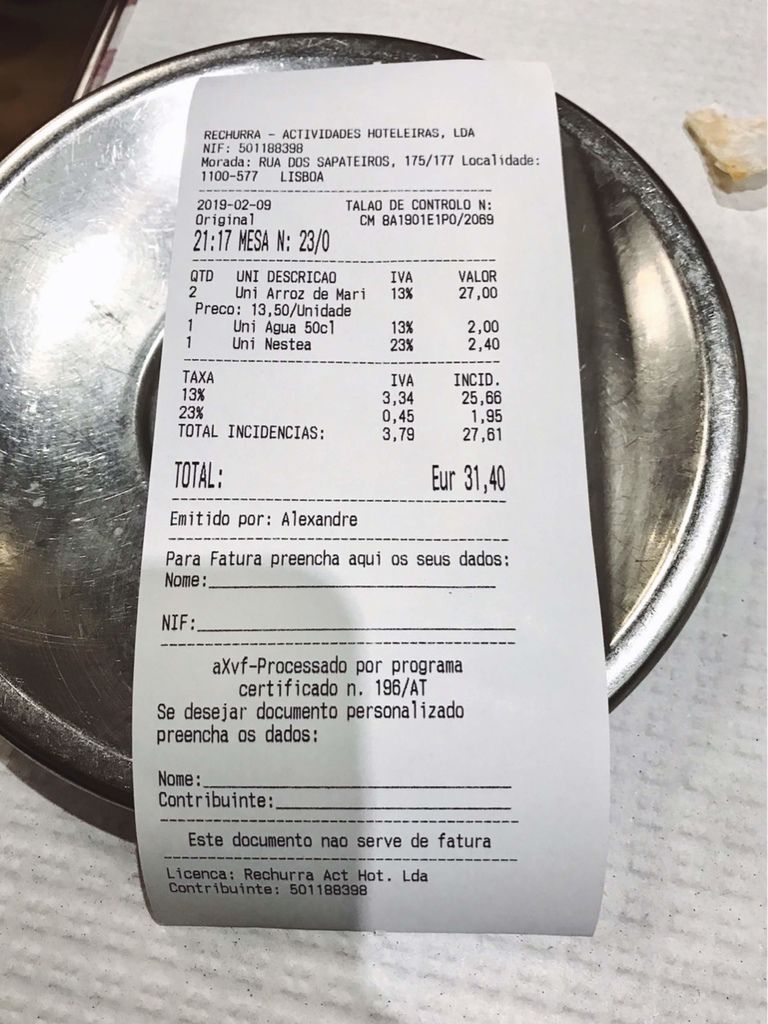 RECHURRA - ACTIVIDADES HOTELEIRAS, LDA
NIF: 501188398
Morada: RUA DOS SAPATEIROS, 175/177 Localidade:
1100-577 LISBOA
2019-02-09 TALAO DE CONTROLO N:
Original CM 8A1901E1P0/2069
21:17 MESA N: 23/0
QTD UNI DESCRICAO IVA VALOR
2 Uni Arroz de Mari 13% 27,00
Preco: 13,50/Unidade
1 Uni Agua 50cl 13% 2,00
1 Uni Nestea 23% 2,40
TAXA IVA INCID.
13% 3,34 25,66
23% 0,45 1,95
TOTAL INCIDENCIAS: 3,79 27,61
TOTAL: Eur 31,40
Emitido por: Alexandre
Para Fatura preencha aqui os seus dados:
Nome:
NIF:
aXvf-Processado por programa
certificado n. 196/AT
Se desejar documento personalizado
preencha os dados:
Nome:
Contribuinte:
Este documento nao serve de fatura
Licenca: Rechurra Act Hot. Lda
Contribuinte: 501188398